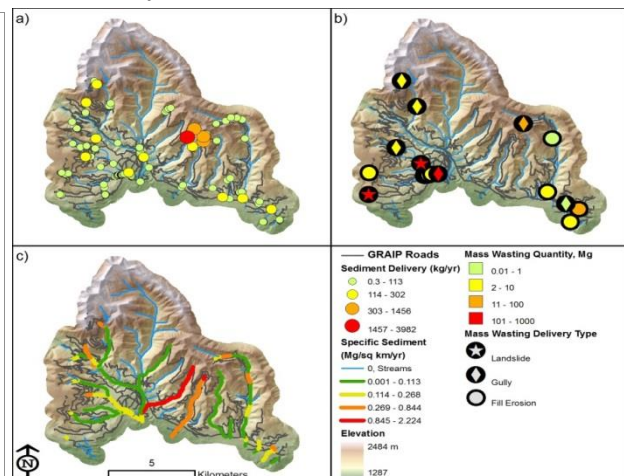 a)
b)
c)
GRAIP Roads
Sediment Delivery (kg/yr)
0.3 - 113
114 - 302
303 - 1456
1457 - 3982
Specific Sediment
(Mg/sq km/yr)
0, Streams
0.001 - 0.113
0.114 - 0.268
0.269 - 0.844
0.845 - 2.224
Elevation
2484 m
1287
Mass Wasting Quantity, Mg
0.01 - 1
2 - 10
11 - 100
101 - 1000
Mass Wasting Delivery Type
Landslide
Gully
Fill Erosion
N
5
Kilometers